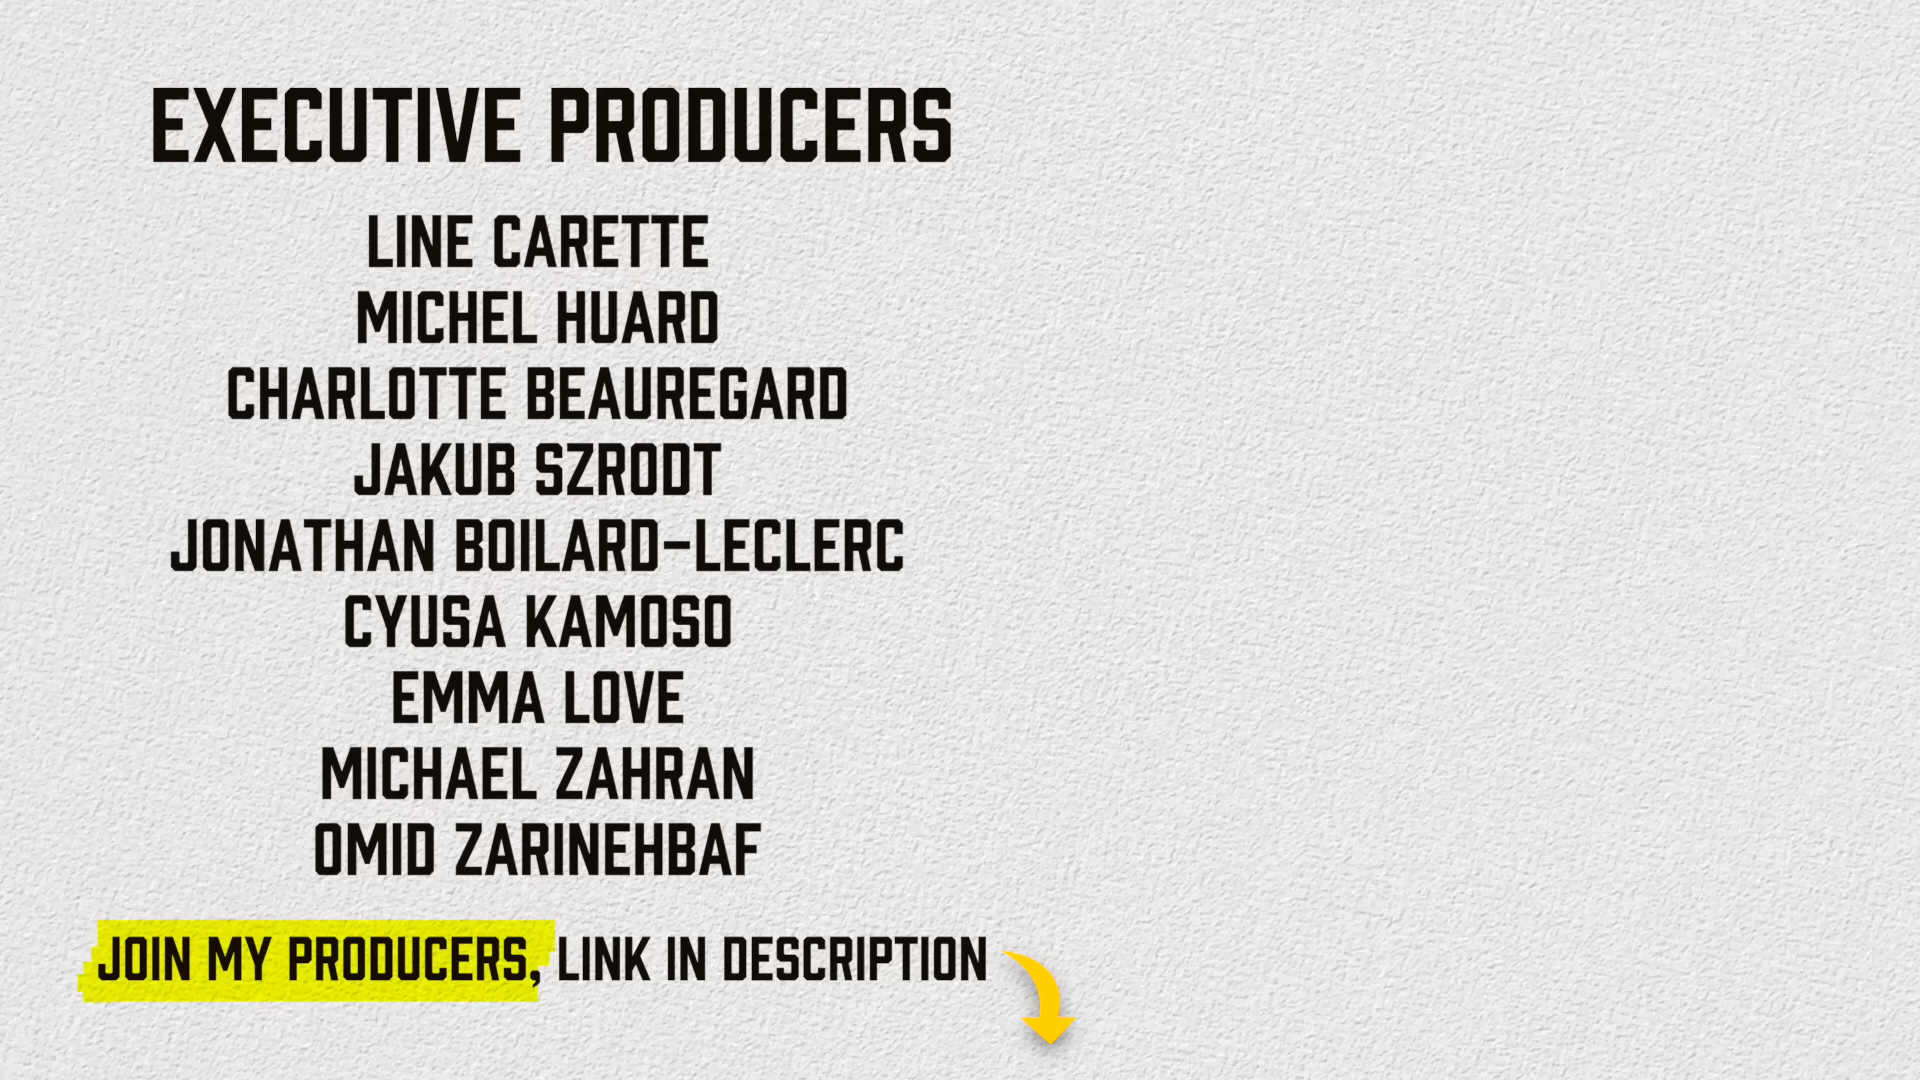 EXECUTIVE PRODUCERS
LINE CARETTE
MICHEL HUARD
CHARLOTTE BEAUREGARD
JAKUB SZRODT
JONATHAN BOILARD-LECLERC
CYUSA KAMOSO
EMMA LOVE
MICHAEL ZAHRAN
OMID ZARINEHBAF
JOIN MY PRODUCERS, LINK IN DESCRIPTION